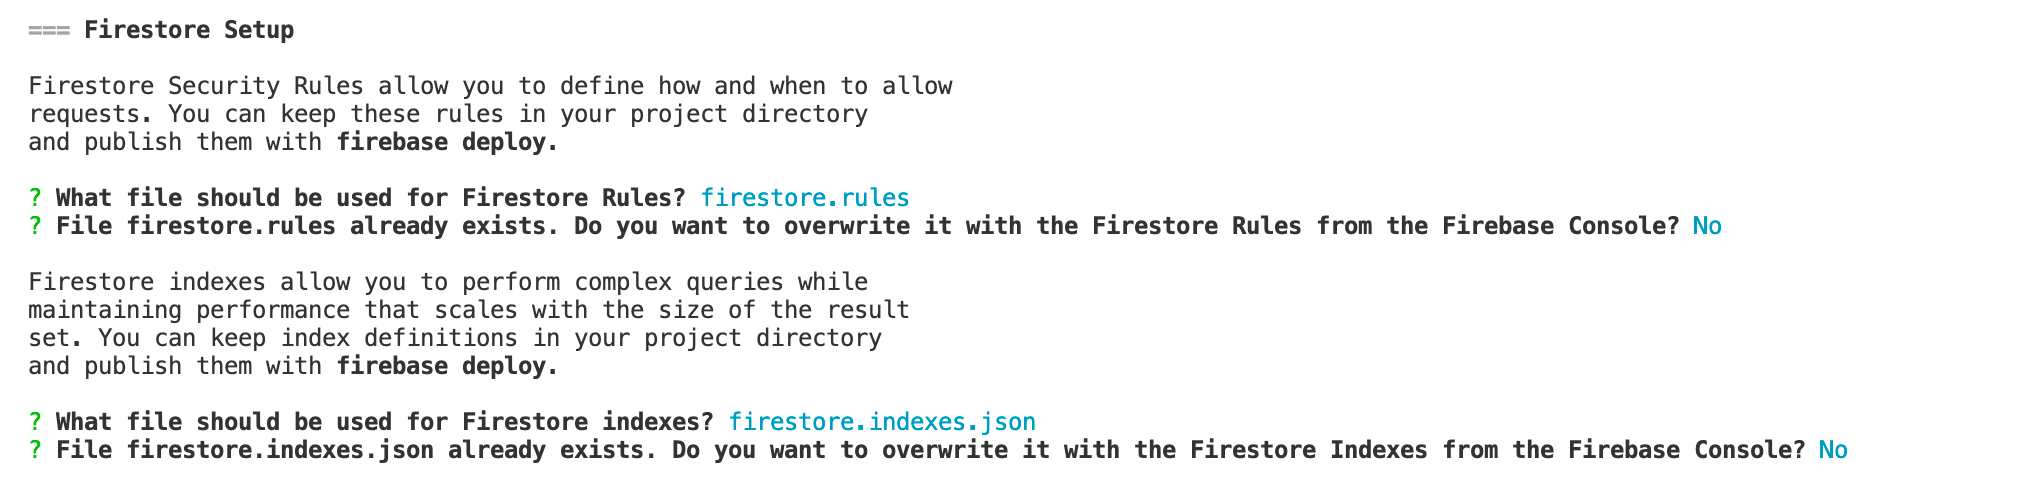 === Firestore Setup
Firestore Security Rules allow you to define how and when to allow
requests. You can keep these rules in your project directory
and publish them with firebase deploy.
? What file should be used for Firestore Rules? firestore.rules
? File firestore.rules already exists. Do you want to overwrite it with the Firestore Rules from the Firebase Console? No
Firestore indexes allow you to perform complex queries while
maintaining performance that scales with the size of the result
set. You can keep index definitions in your project directory
and publish them with firebase deploy.
? What file should be used for Firestore indexes? firestore.indexes.json
? File firestore.indexes.json already exists. Do you want to overwrite it with the Firestore Indexes from the Firebase Console? No